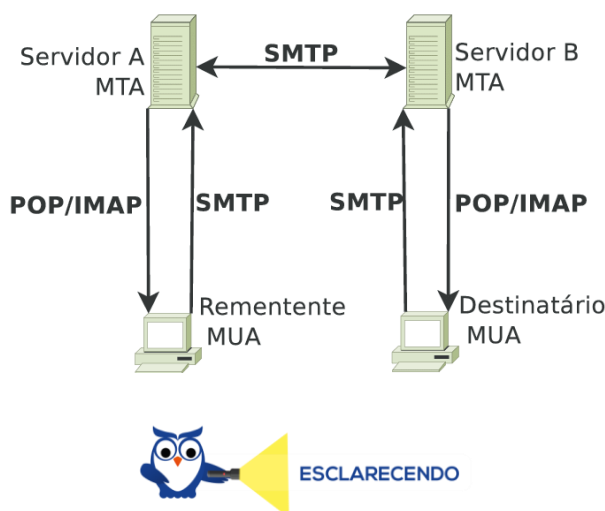 Servidor A
MTA
SMTP
Servidor B
MTA
POP/IMAP
SMTP
SMTP
POP/IMAP
Rementente
MUA
Destinatário
MUA
ESCLARECENDO